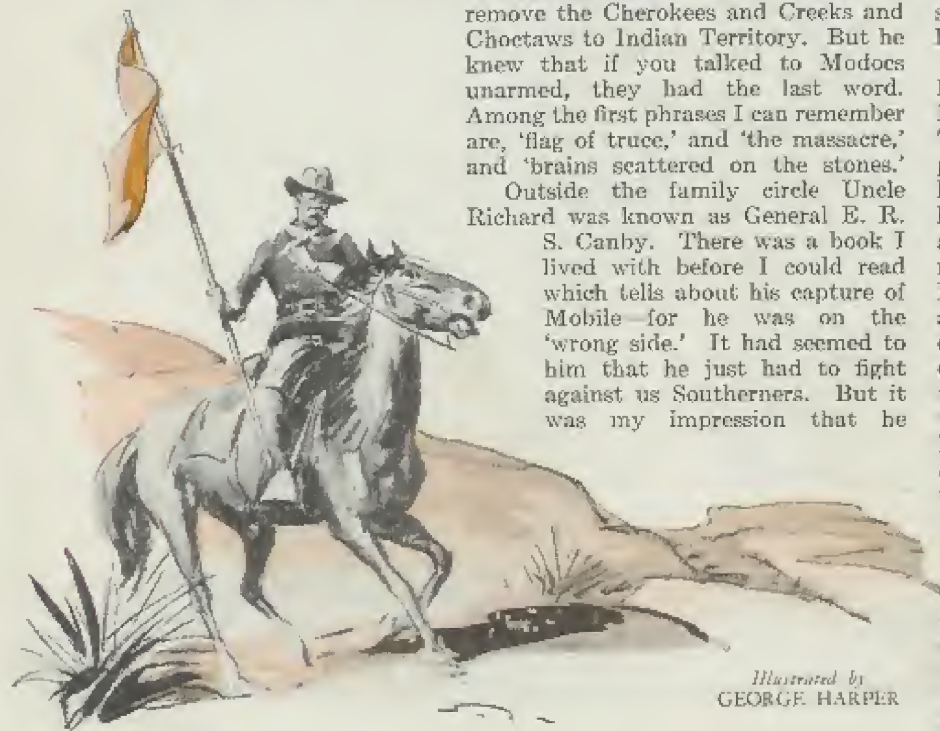 remove the Cherokees and Creeks and
Choctaws to Indian Territory. But he
knew that if you talked to Modocs
unarmed, they had the last word.
Among the first phrases I can remember
are, ‘flag of truce,’ and ‘the massacre,’
and ‘brains scattered on the stones.’
Outside the family circle Uncle
Richard was known as General E. R.
S. Canby. There was a book I
lived with before I could read
which tells about his capture of
Mobile—for he was on the
‘wrong side.’ It had seemed to
him that he just had to fight
against us Southerners. But it
was my impression that he
Illustrated by
GEORGE HARPER